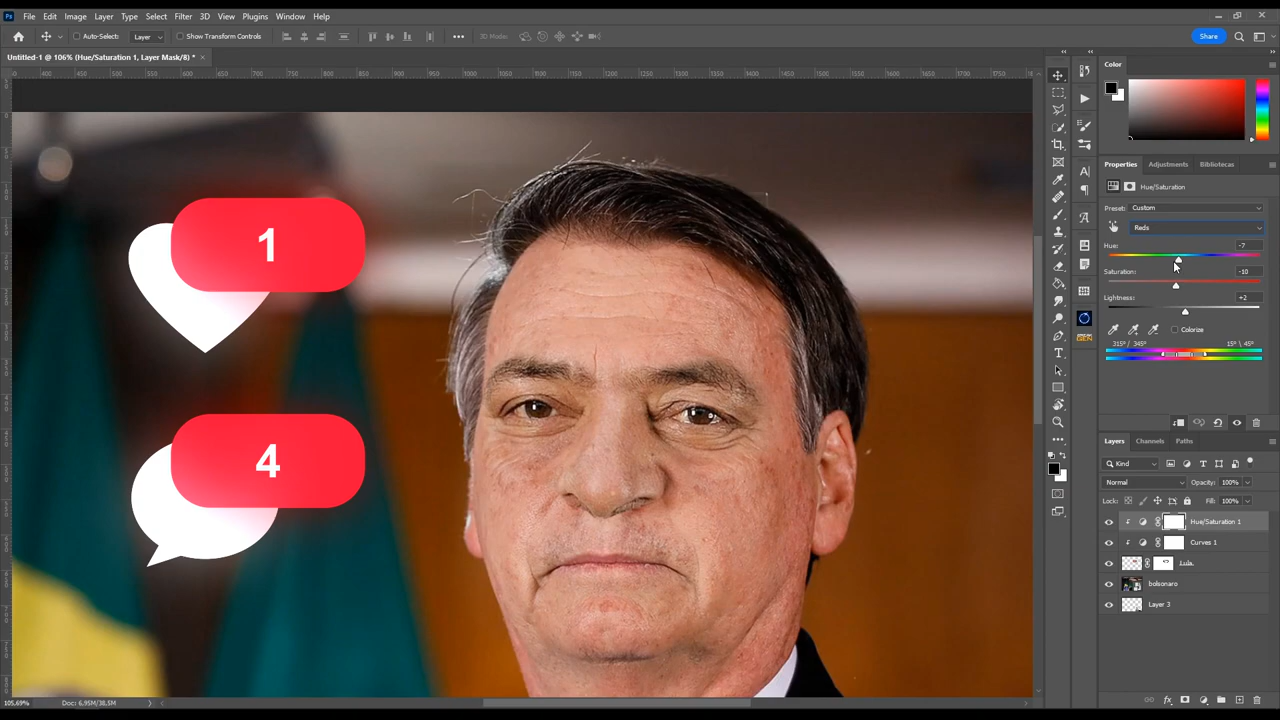 Ps File Edit Image Layer Type Select Filter 3D View Plugins Window Help
Auto-Select: Layer Show Transform Controls 3D Mode: Share
Untitled-1 @ 106% (Hue/Saturation 1, Layer Mask/8) *
Color
Properties Adjustments Bibliotecas
Hue/Saturation
Preset: Custom
Reds
Hue: -7
Saturation: -10
Lightness: +2
Colorize
315° / 345° 15° \ 45°
Layers Channels Paths
Kind
Normal Opacity: 100%
Lock: Fill: 100%
Hue/Saturation 1
Curves 1
Lula
bolsonaro
Layer 3
1
4
105.69% Doc: 6.95M/38.5M